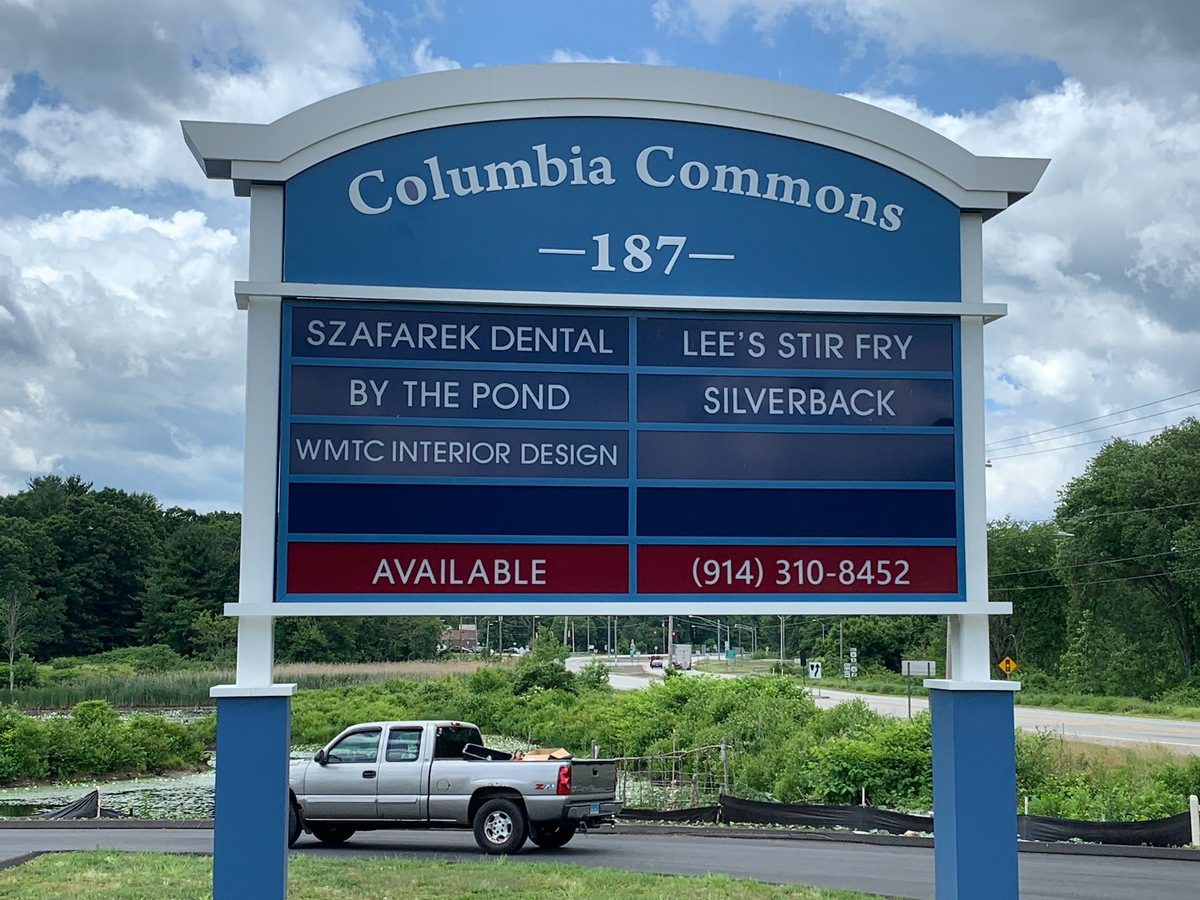 Columbia Commons
—187—
SZAFAREK DENTAL
BY THE POND
WMTC INTERIOR DESIGN
AVAILABLE
LEE'S STIR FRY
SILVERBACK
(914) 310-8452
Z71